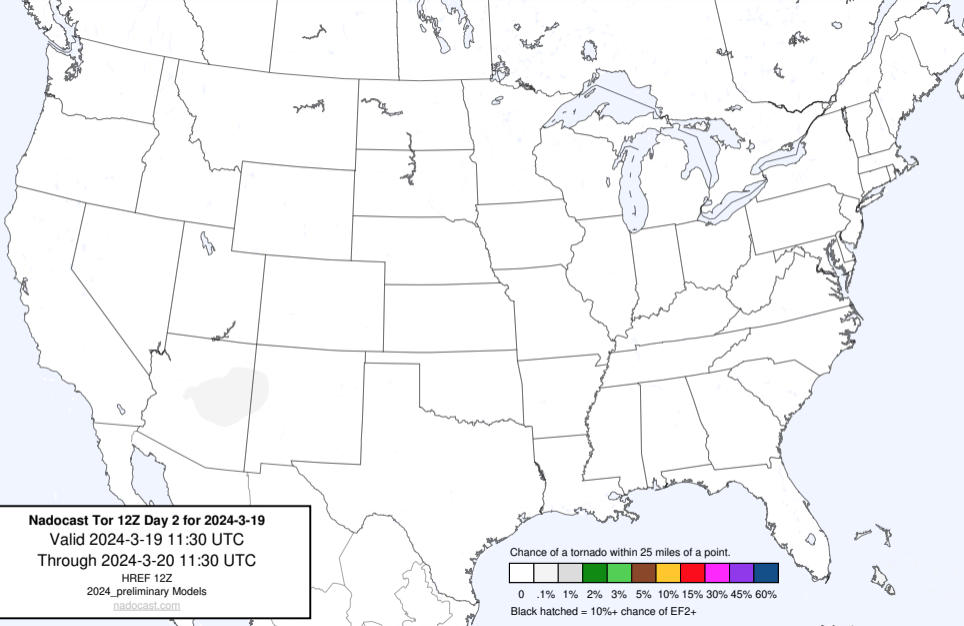 Nadocast Tor 12Z Day 2 for 2024-3-19
Valid 2024-3-19 11:30 UTC
Through 2024-3-20 11:30 UTC
HREF 12Z
2024_preliminary Models
nadocast.com
Chance of a tornado within 25 miles of a point.
0 .1% 1% 2% 3% 5% 10% 15% 30% 45% 60%
Black hatched = 10%+ chance of EF2+